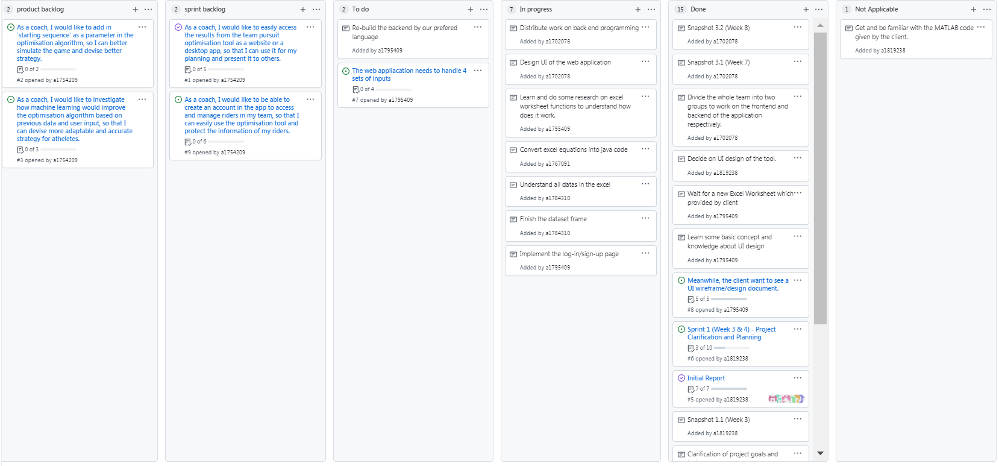 2 product backlog
As a coach, I would like to add in
'starting sequence' as a parameter in the
optimisation algorithm, so I can better
simulate the game and devise better
strategy.
0 of 2
#2 opened by a1754209
As a coach, I would like to investigate
how machine learning would improve
the optimisation algorithm based on
previous data and user input, so that I
can devise more adaptable and accurate
strategy for atheletes.
0 of 3
#3 opened by a1754209
2 sprint backlog
As a coach, I would like to easily access
the results from the team pursuit
optimisation tool as a website or a
desktop app, so that I can use it for my
planning and present it to others.
0 of 5
#1 opened by a1754209
As a coach, I would like to be able to
create an account in the app to access
and manage riders in my team, so that I
can easily use the optimisation tool and
protect the information of my riders.
0 of 6
#9 opened by a1754209
2 To do
Re-build the backend by our prefered
language
Added by a1795409
The web appliacation needs to handle 4
sets of inputs
0 of 4
#7 opened by a1795409
7 In progress
Distribute work on back end programming
Added by a1702078
Design UI of the web application
Added by a1702078
Learn and do some research on excel
worksheet functions to understand how
does it work.
Added by a1795409
Convert excel equations into java code
Added by a1767091
Understand all datas in the excel
Added by a1784310
Finish the dataset frame
Added by a1784310
Implement the log-in/sign-up page
Added by a1795409
15 Done
Snapshot 3.2 (Week 8)
Added by a1702078
Snapshot 3.1 (Week 7)
Added by a1702078
Divide the whole team into two
groups to work on the frontend and
backend of the application
respectively.
Added by a1702078
Decide on UI design of the tool.
Added by a1819238
Wait for a new Excel Worksheet which
provided by client
Added by a1795409
Learn some basic concept and
knowledge about UI design
Added by a1795409
Meanwhile, the client want to see a
UI wireframe/design document.
5 of 5
#8 opened by a1795409
Sprint 1 (Week 3 & 4) - Project
Clarification and Planning
3 of 10
#6 opened by a1819238
Initial Report
7 of 7
#5 opened by a1819238
Snapshot 1.1 (Week 3)
Added by a1819238
Clarification of project goals and
1 Not Applicable
Get and be familiar with the MATLAB code
given by the client.
Added by a1819238